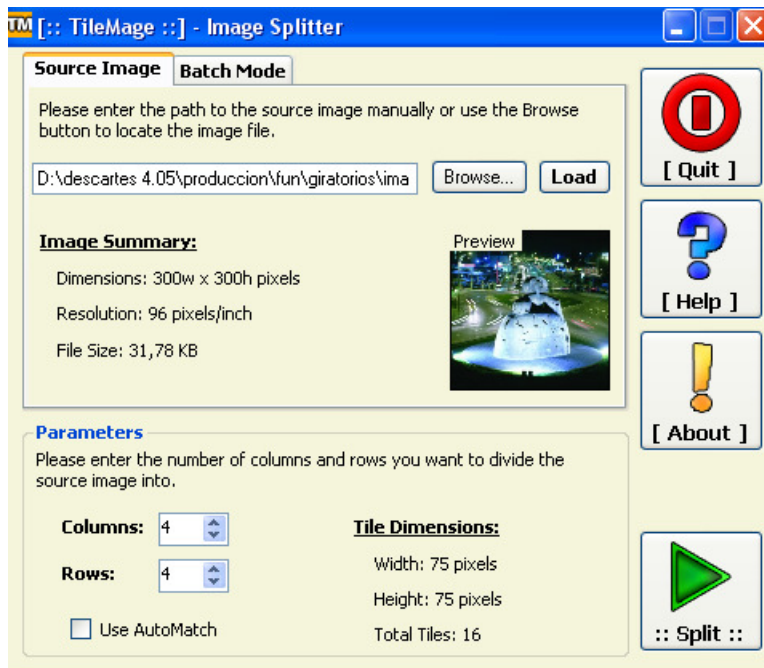 TM [:: TileMage ::] - Image Splitter
Source Image
Batch Mode
Please enter the path to the source image manually or use the Browse
button to locate the image file.
D:\descartes 4.05\produccion\fun\giratorios\ima
Browse...
Load
[ Quit ]
Image Summary:
Preview
Dimensions: 300w x 300h pixels
Resolution: 96 pixels/inch
File Size: 31,78 KB
[ Help ]
[ About ]
Parameters
Please enter the number of columns and rows you want to divide the
source image into.
Columns: 4
Rows: 4
Use AutoMatch
Tile Dimensions:
Width: 75 pixels
Height: 75 pixels
Total Tiles: 16
:: Split ::